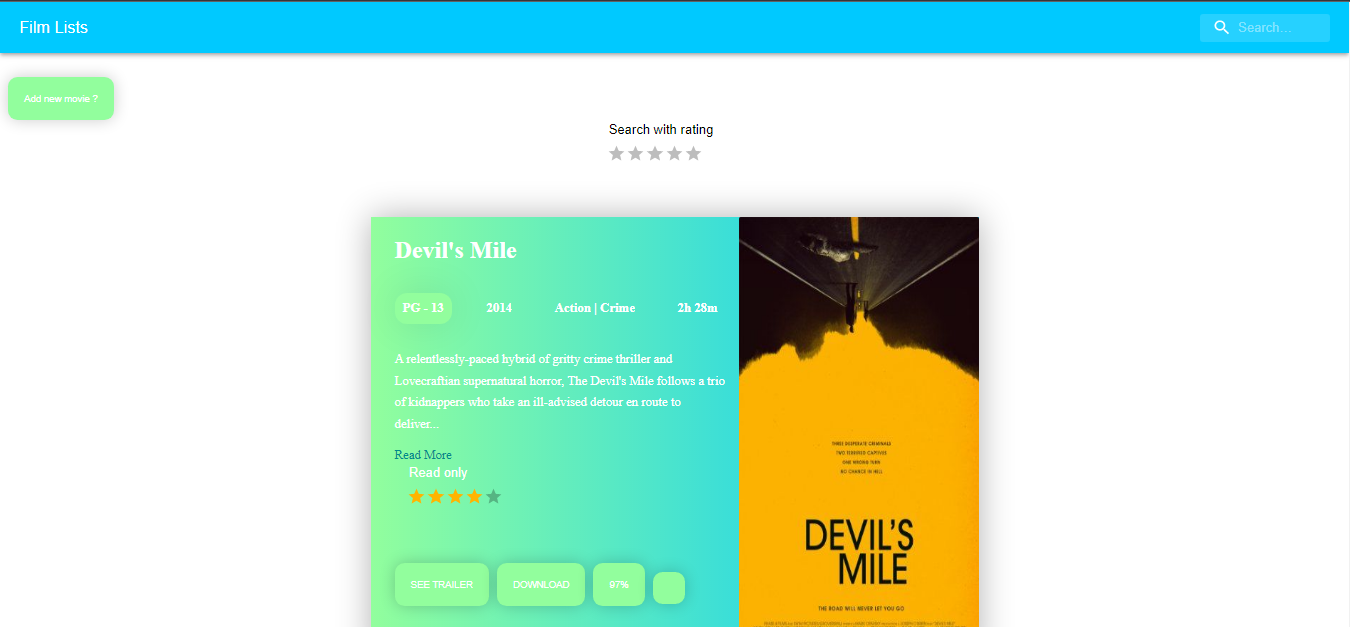 Film Lists
Search...
Add new movie ?
Search with rating
Devil's Mile
PG - 13
2014
Action | Crime
2h 28m
A relentlessly-paced hybrid of gritty crime thriller and
Lovecraftian supernatural horror, The Devil's Mile follows a trio
of kidnappers who take an ill-advised detour en route to
deliver...
Read More
Read only
SEE TRAILER
DOWNLOAD
97%
THREE DESPERATE CRIMINALS
TWO TERRIFIED CAPTIVES
ONE WRONG TURN
NO CHANCE IN HELL
DEVIL'S
MILE
THE ROAD WILL NEVER LET YOU GO